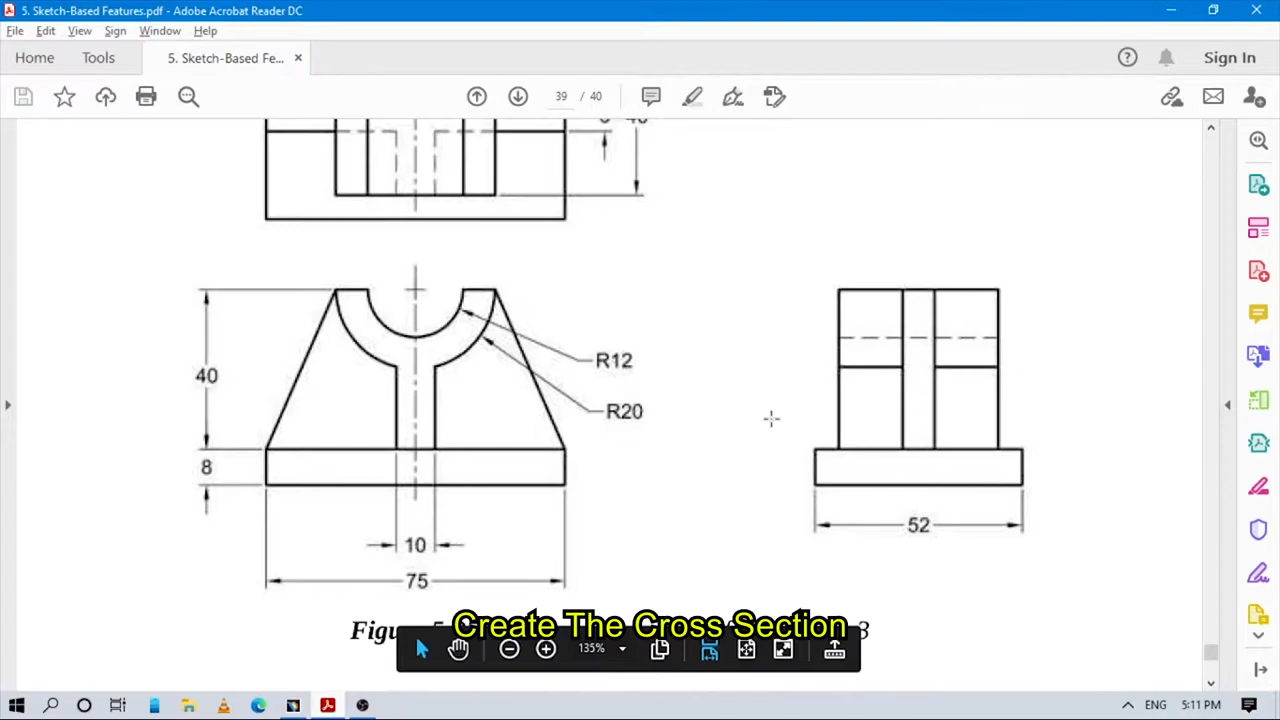 5. Sketch-Based Features.pdf - Adobe Acrobat Reader DC
File Edit View Sign Window Help
Home Tools 5. Sketch-Based Fe... × Sign In
39 / 40
R12
40
R20
8
52
10
75
Create The Cross Section
135%
ENG 5:11 PM